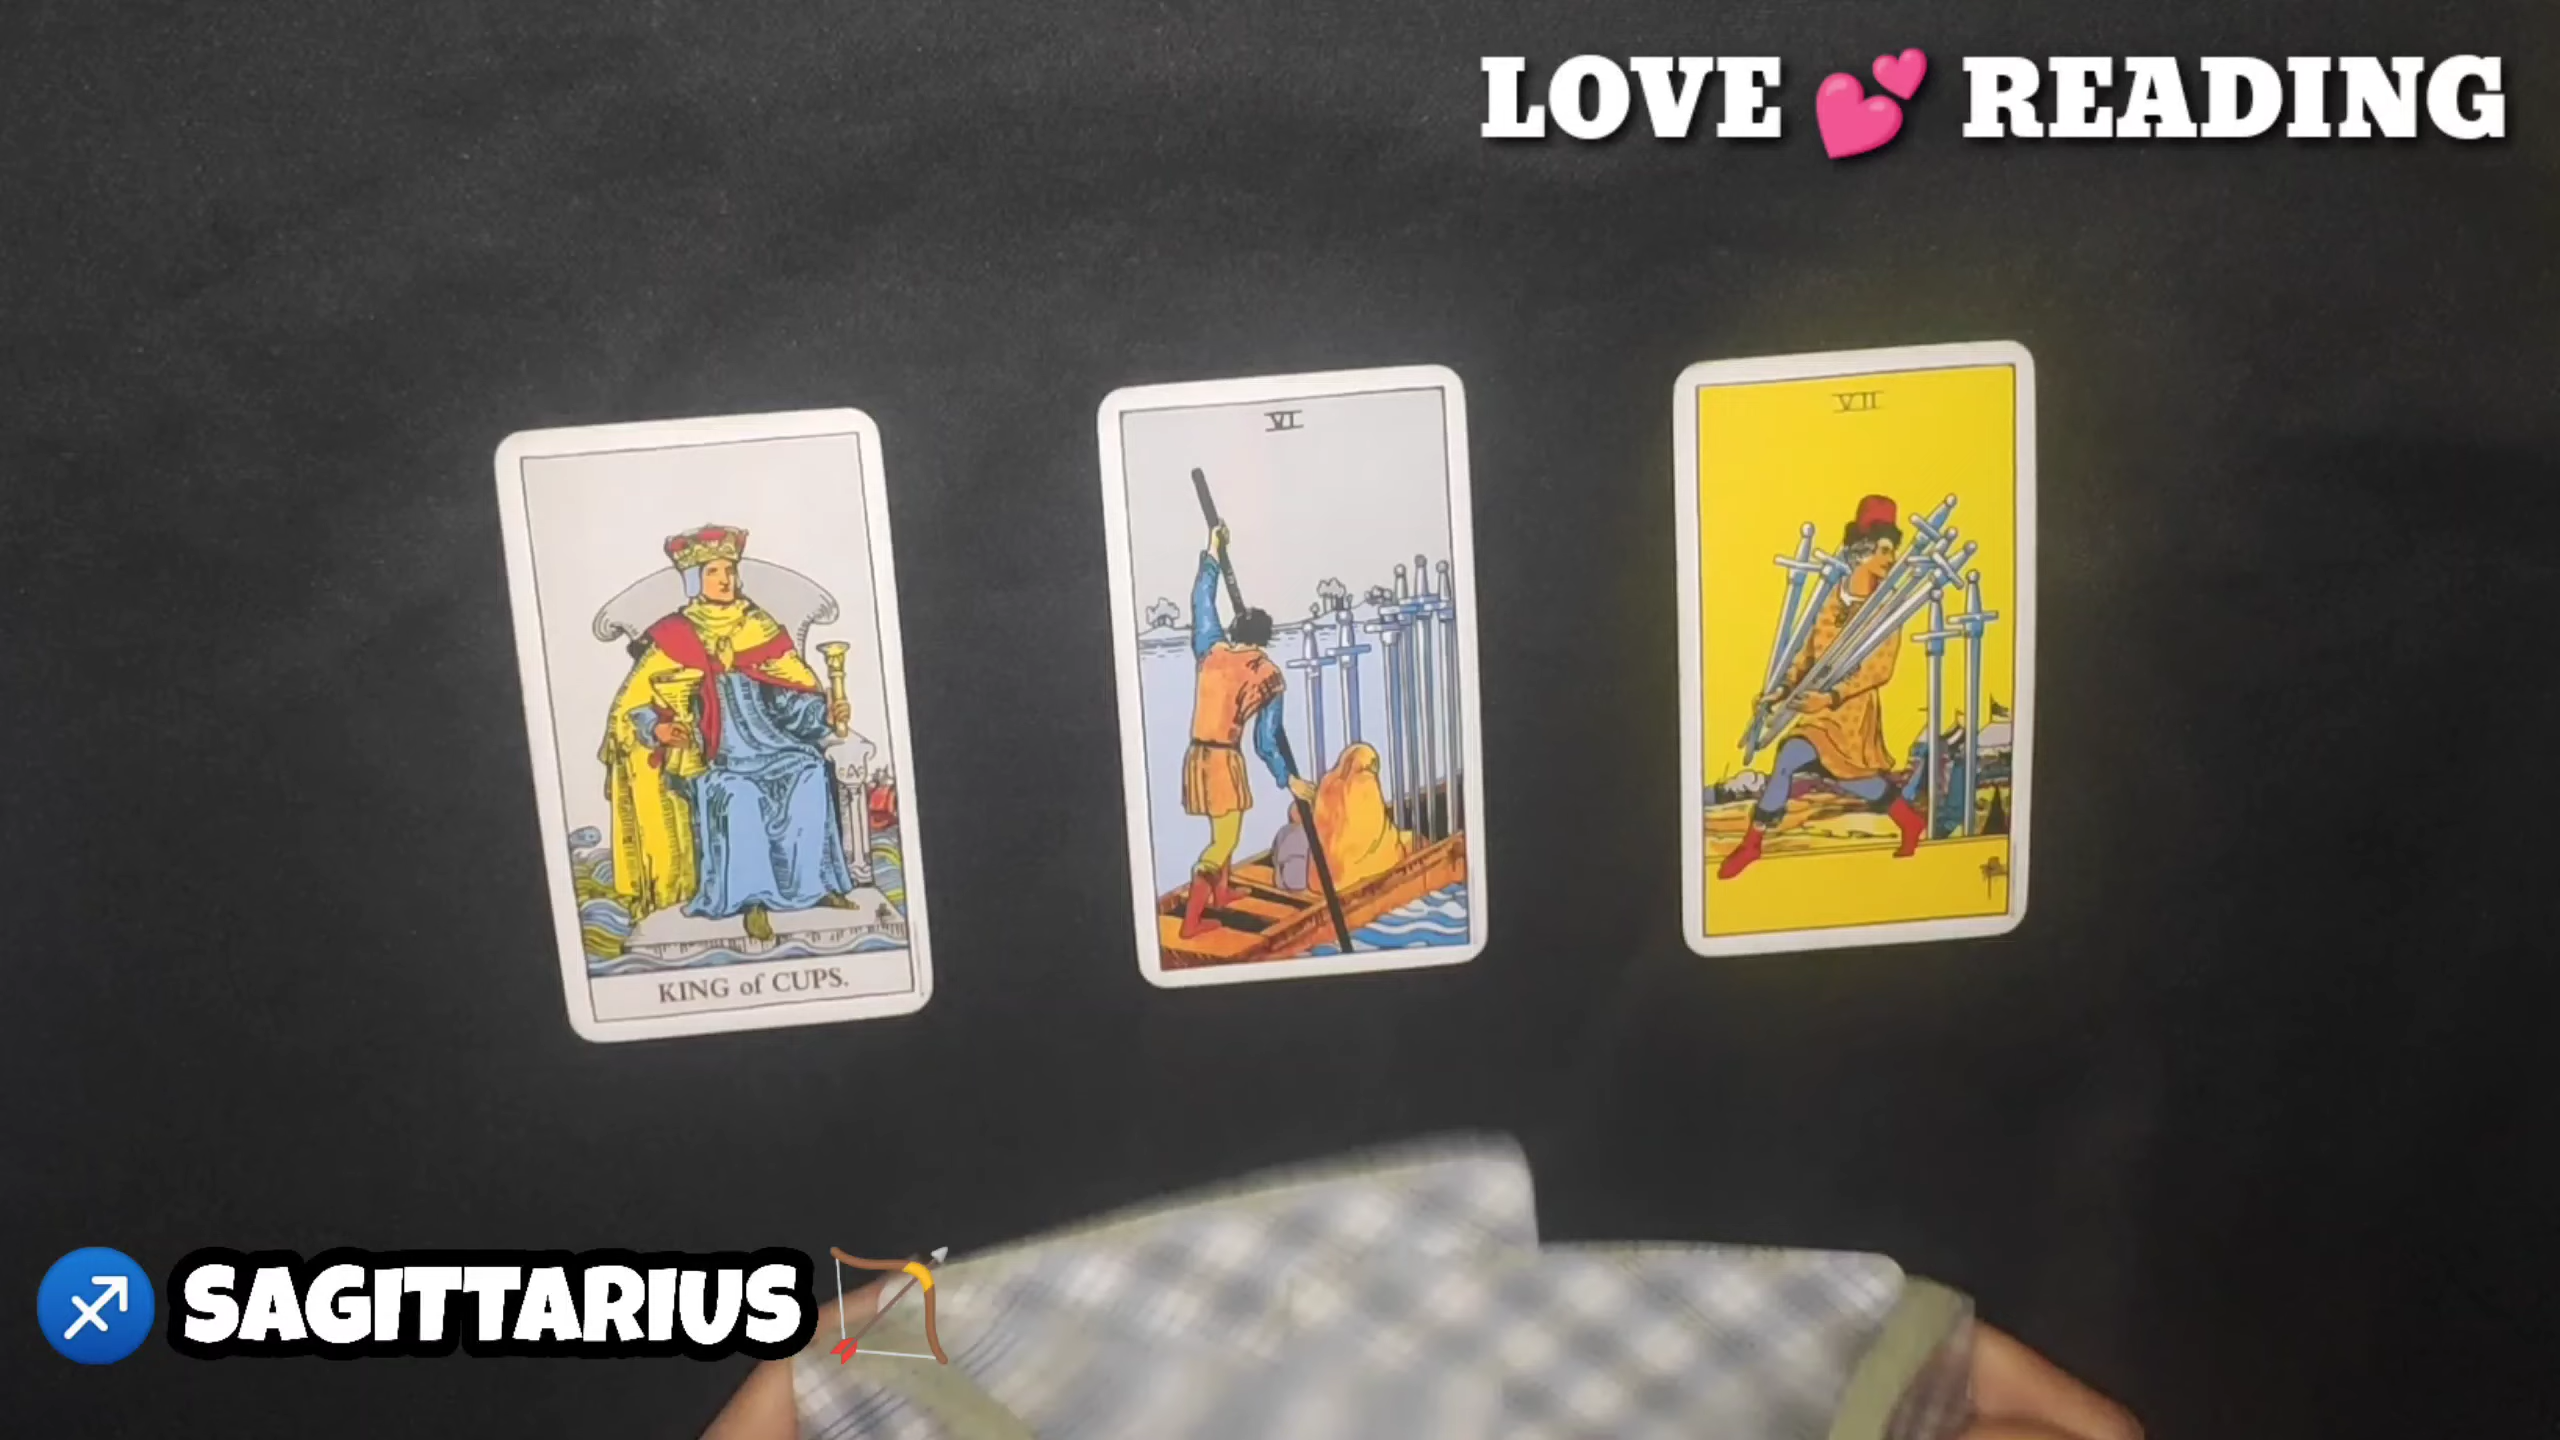 LOVE 💕 READING
VI
VII
KING of CUPS.
♐ SAGITTARIUS 🏹